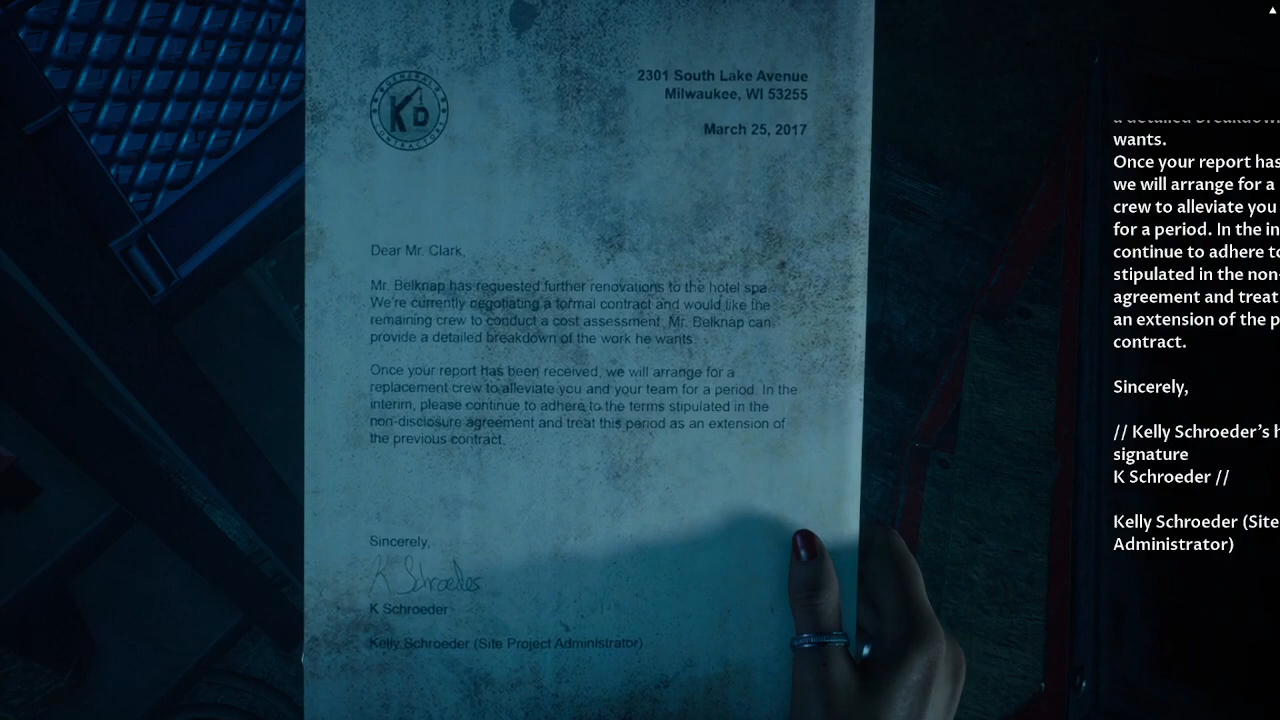 GENERAL
KD
CONTRACTORS
2301 South Lake Avenue
Milwaukee, WI 53255
March 25, 2017
Dear Mr. Clark,
Mr. Belknap has requested further renovations to the hotel spa.
We're currently negotiating a formal contract and would like the
remaining crew to conduct a cost assessment. Mr. Belknap can
provide a detailed breakdown of the work he wants.
Once your report has been received, we will arrange for a
replacement crew to alleviate you and your team for a period. In the
interim, please continue to adhere to the terms stipulated in the
non-disclosure agreement and treat this period as an extension of
the previous contract.
Sincerely,
K Schroeder
K Schroeder
Kelly Schroeder (Site Project Administrator)
a detailed breakdown
wants.
Once your report has
we will arrange for a
crew to alleviate you
for a period. In the in
continue to adhere to
stipulated in the non-
agreement and treat
an extension of the p
contract.
Sincerely,
// Kelly Schroeder's h
signature
K Schroeder //
Kelly Schroeder (Site
Administrator)